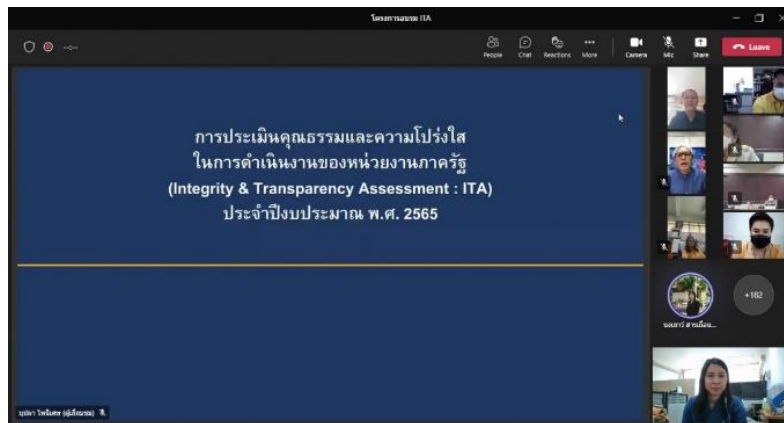 โครงการอบรม ITA
People
Chat
Reactions
More
Camera
Mic
Share
Leave
การประเมินคุณธรรมและความโปร่งใส
ในการดำเนินงานของหน่วยงานภาครัฐ
(Integrity & Transparency Assessment : ITA)
ประจำปีงบประมาณ พ.ศ. 2565
+102